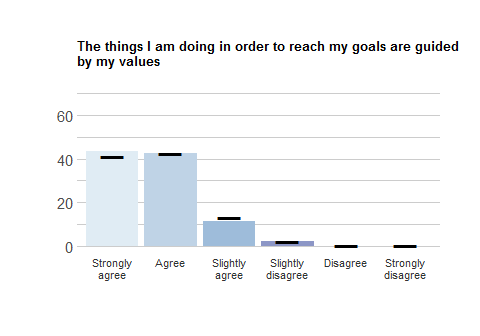 The things I am doing in order to reach my goals are guided
by my values
60
40
20
0
Strongly
agree
Agree
Slightly
agree
Slightly
disagree
Disagree
Strongly
disagree